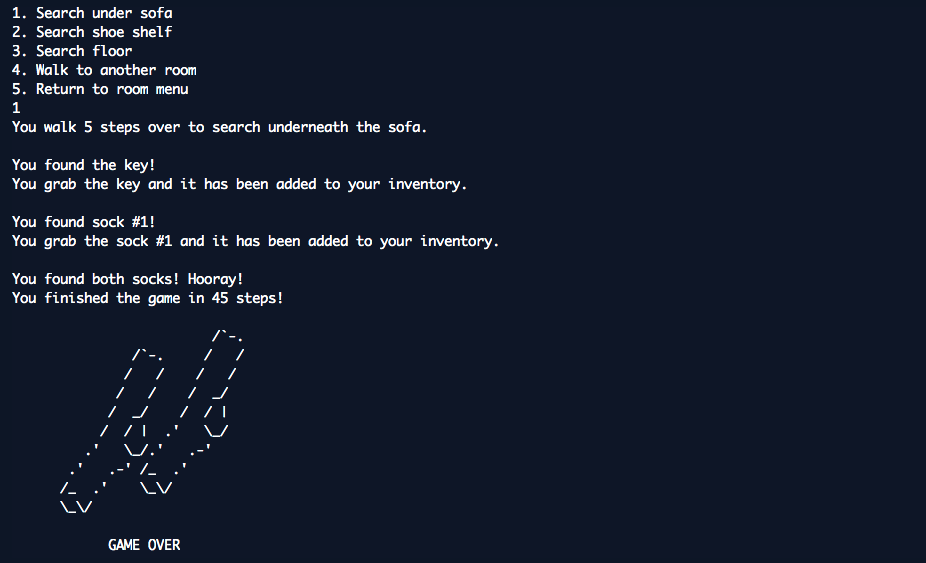 1. Search under sofa
2. Search shoe shelf
3. Search floor
4. Walk to another room
5. Return to room menu
1
You walk 5 steps over to search underneath the sofa.
You found the key!
You grab the key and it has been added to your inventory.
You found sock #1!
You grab the sock #1 and it has been added to your inventory.
You found both socks! Hooray!
You finished the game in 45 steps!
GAME OVER